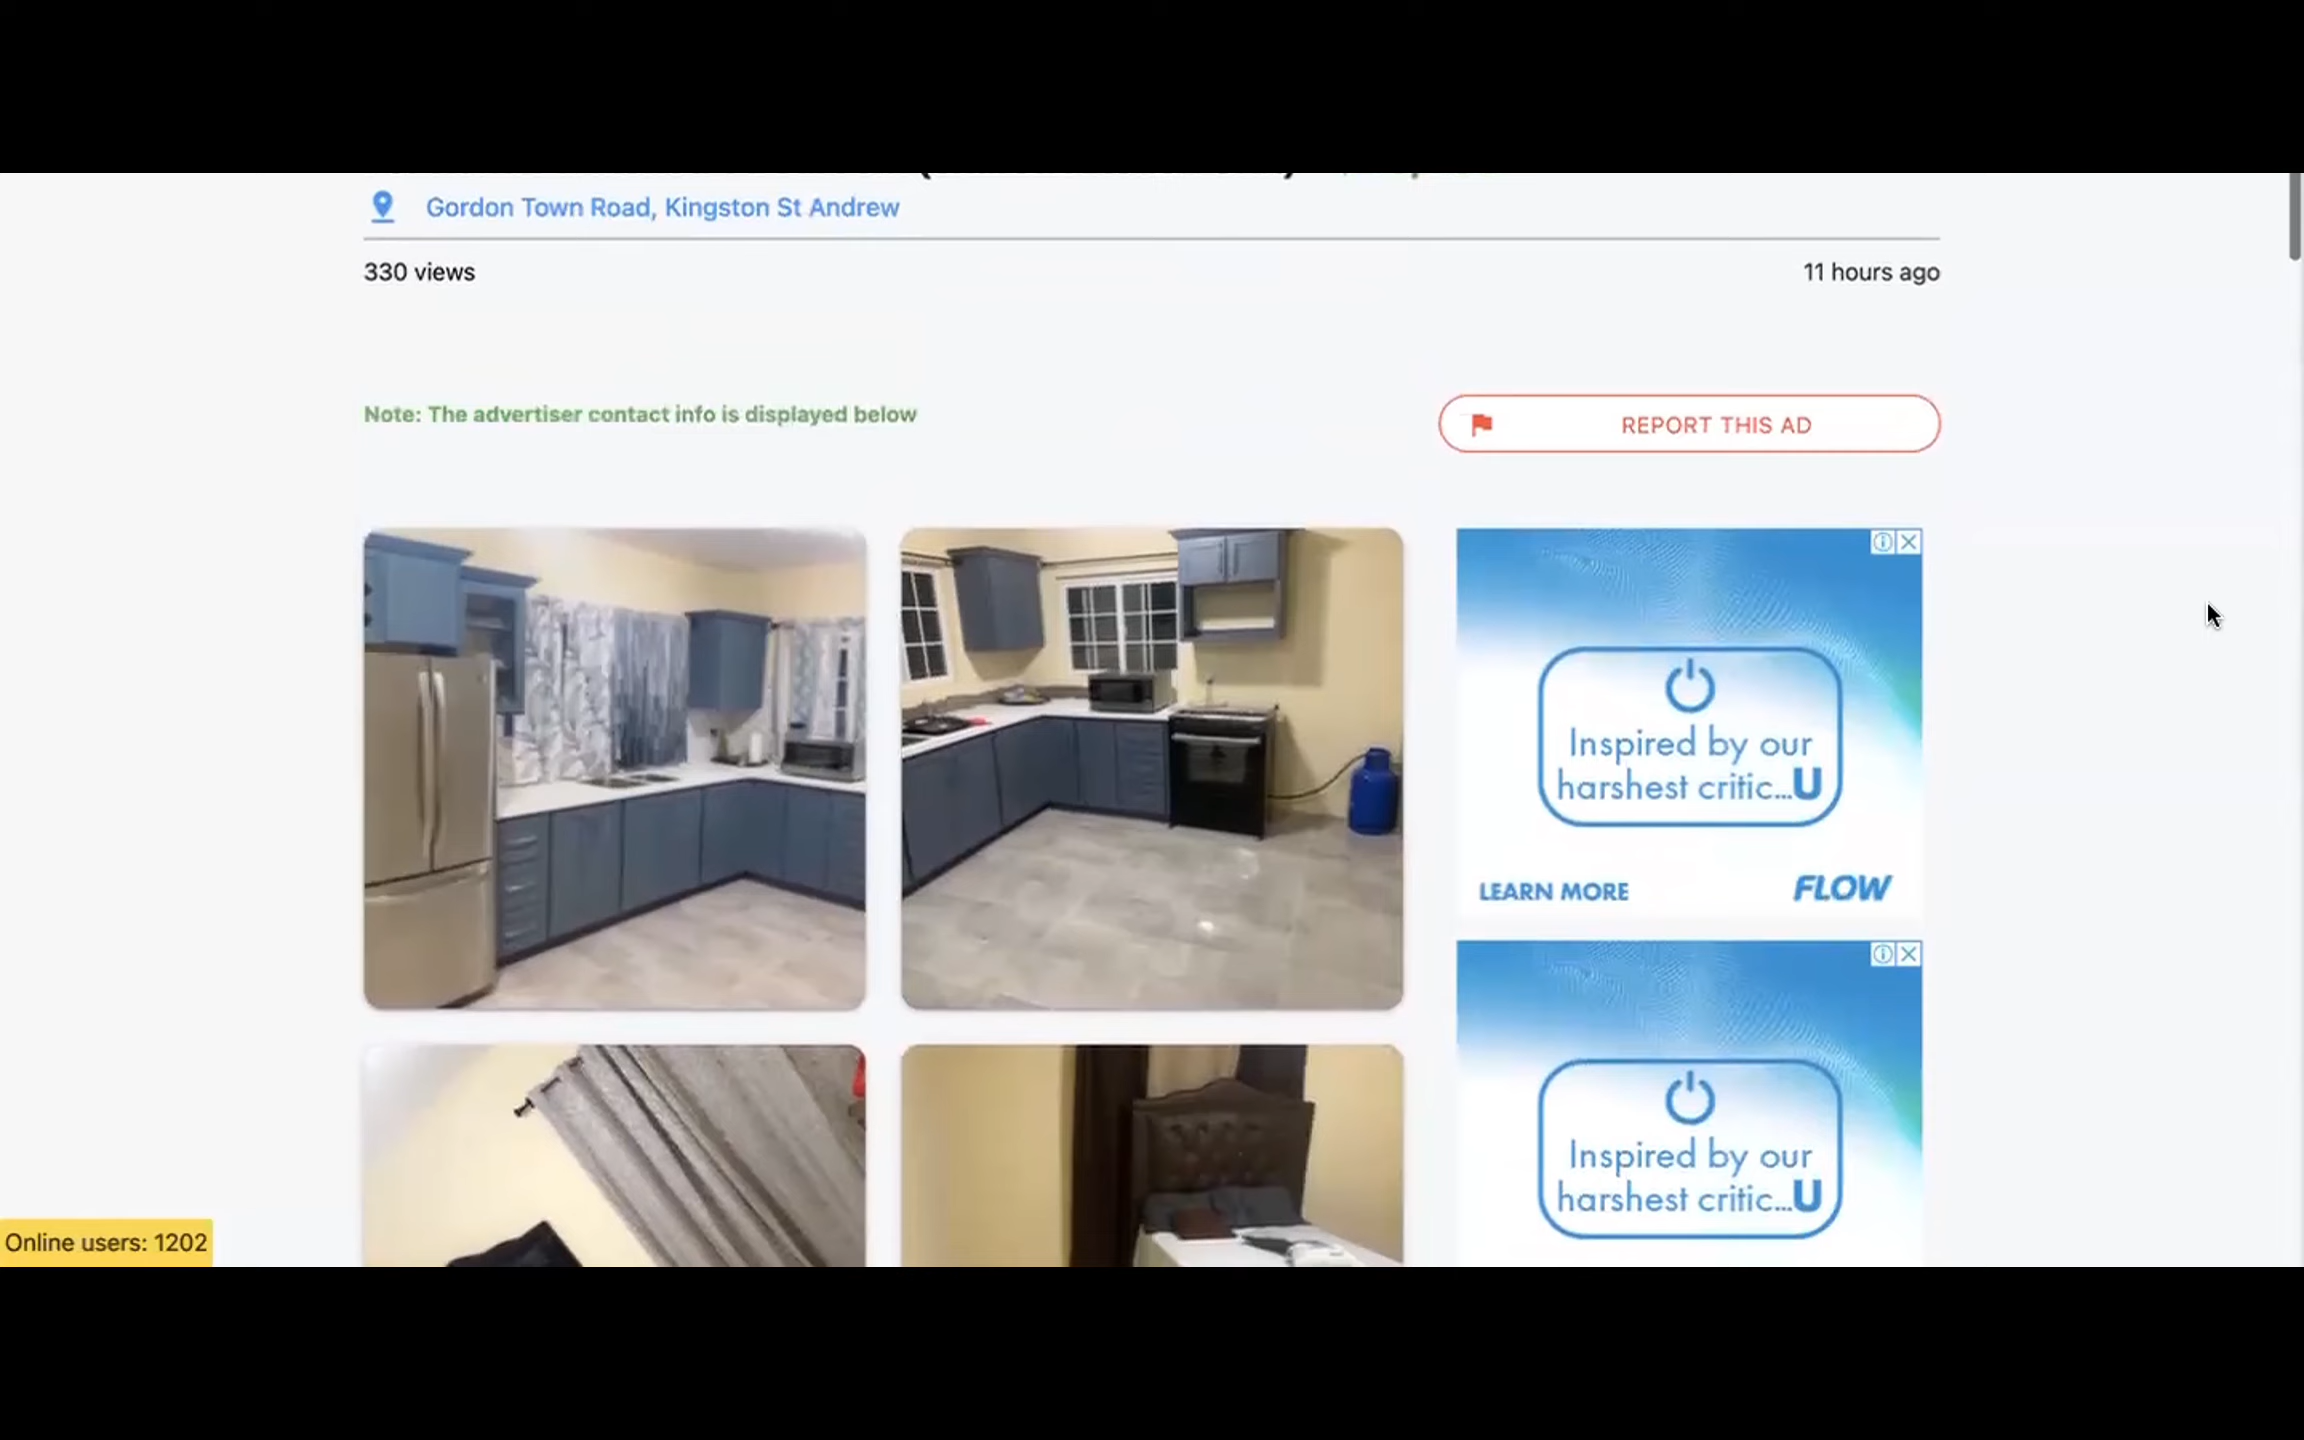 Gordon Town Road, Kingston St Andrew
330 views
11 hours ago
Note: The advertiser contact info is displayed below
REPORT THIS AD
Inspired by our
harshest critic...U
LEARN MORE
FLOW
Inspired by our
harshest critic...U
Online users: 1202